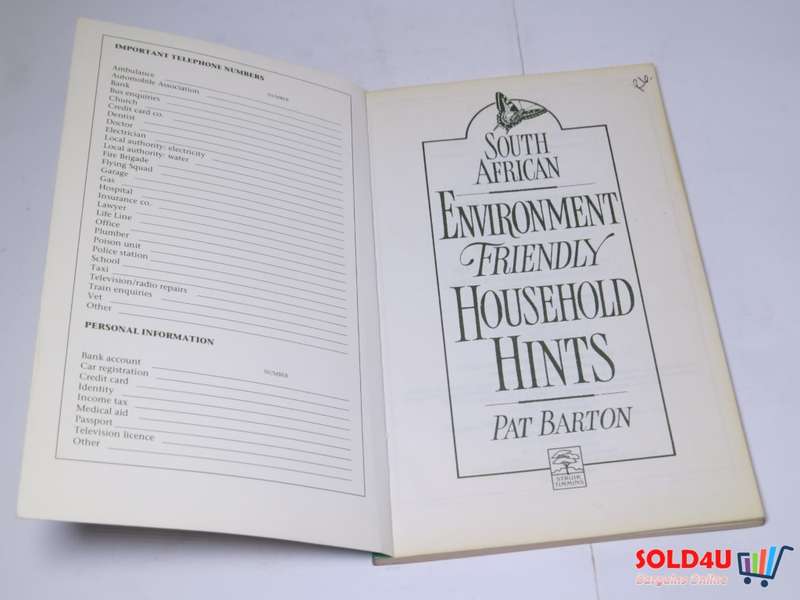 IMPORTANT TELEPHONE NUMBERS
NUMBER
Ambulance
Automobile Association
Bank
Bus enquiries
Church
Credit card co.
Dentist
Doctor
Electrician
Local authority: electricity
Local authority: water
Fire Brigade
Flying Squad
Garage
Gas
Hospital
Insurance co.
Lawyer
Life Line
Office
Plumber
Poison unit
Police station
School
Taxi
Television/radio repairs
Train enquiries
Vet
Other
PERSONAL INFORMATION
NUMBER
Bank account
Car registration
Credit card
Identity
Income tax
Medical aid
Passport
Television licence
Other
SOUTH
AFRICAN
ENVIRONMENT
FRIENDLY
HOUSEHOLD
HINTS
PAT BARTON
STRUIK
TIMMINS
SOLD4U
Bargains Online